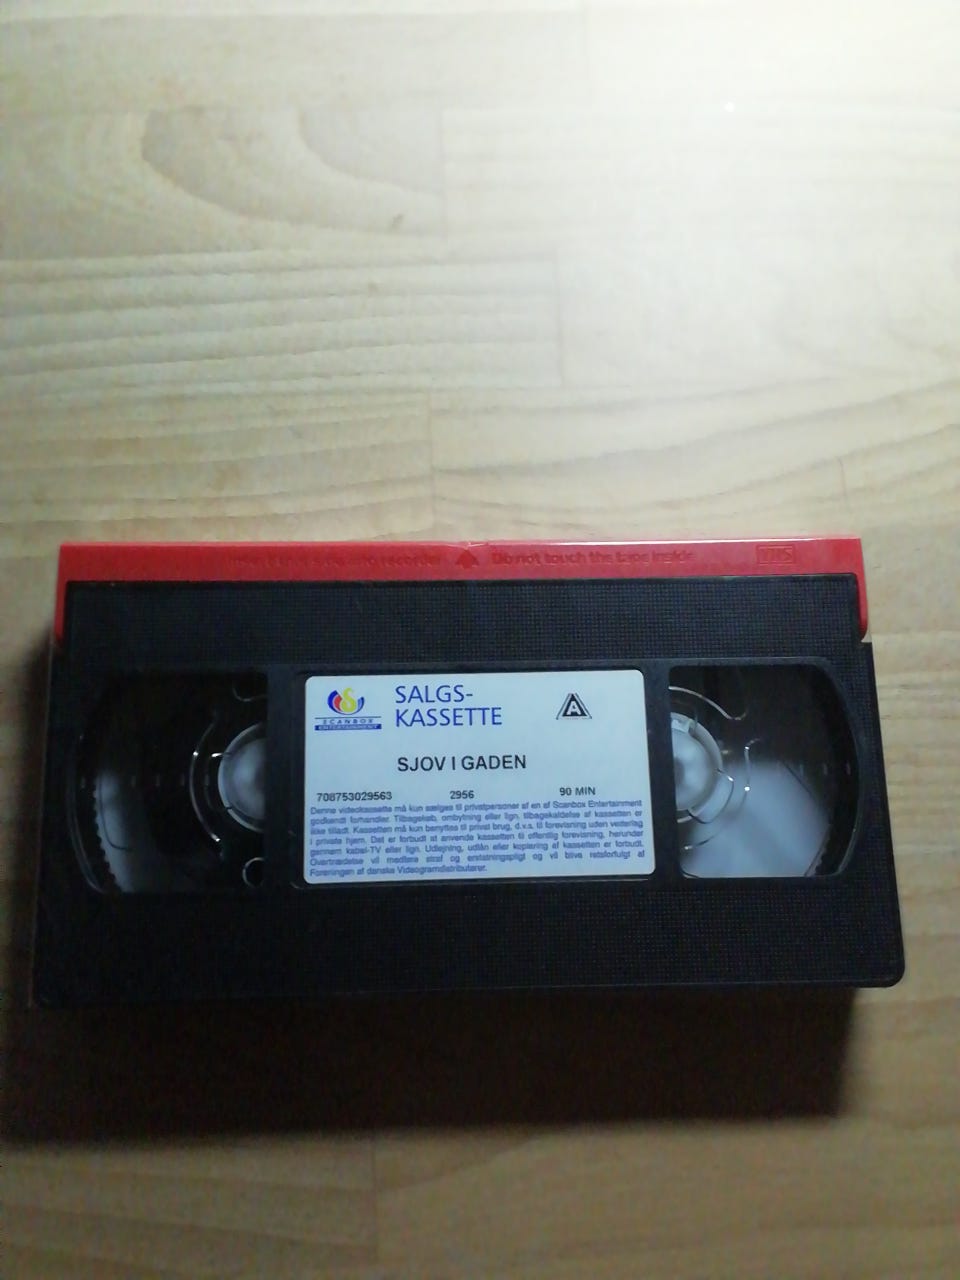 Do not touch the tape inside
VHS
SCANBOX
ENTERTAINMENT
SALGS-
KASSETTE
A
SJOV I GADEN
708753029563 2956 90 MIN
Denne videokassette må kun sælges til privatpersoner af en af Scanbox Entertainment
godkendt forhandler. Tilbagekøb, ombytning eller lign. tilbagekaldelse af kassetten er
ikke tilladt. Kassetten må kun benyttes til privat brug, d.v.s. til forevisning uden vederlag
i private hjem. Det er forbudt at anvende kassetten til offentlig forevisning, herunder
gennem kabel-TV eller lign. Udlejning, udlån eller kopiering af kassetten er forbudt.
Overtrædelse vil medføre straf og erstatningspligt og vil blive retsforfulgt af
Foreningen af danske Videogramdistributører.